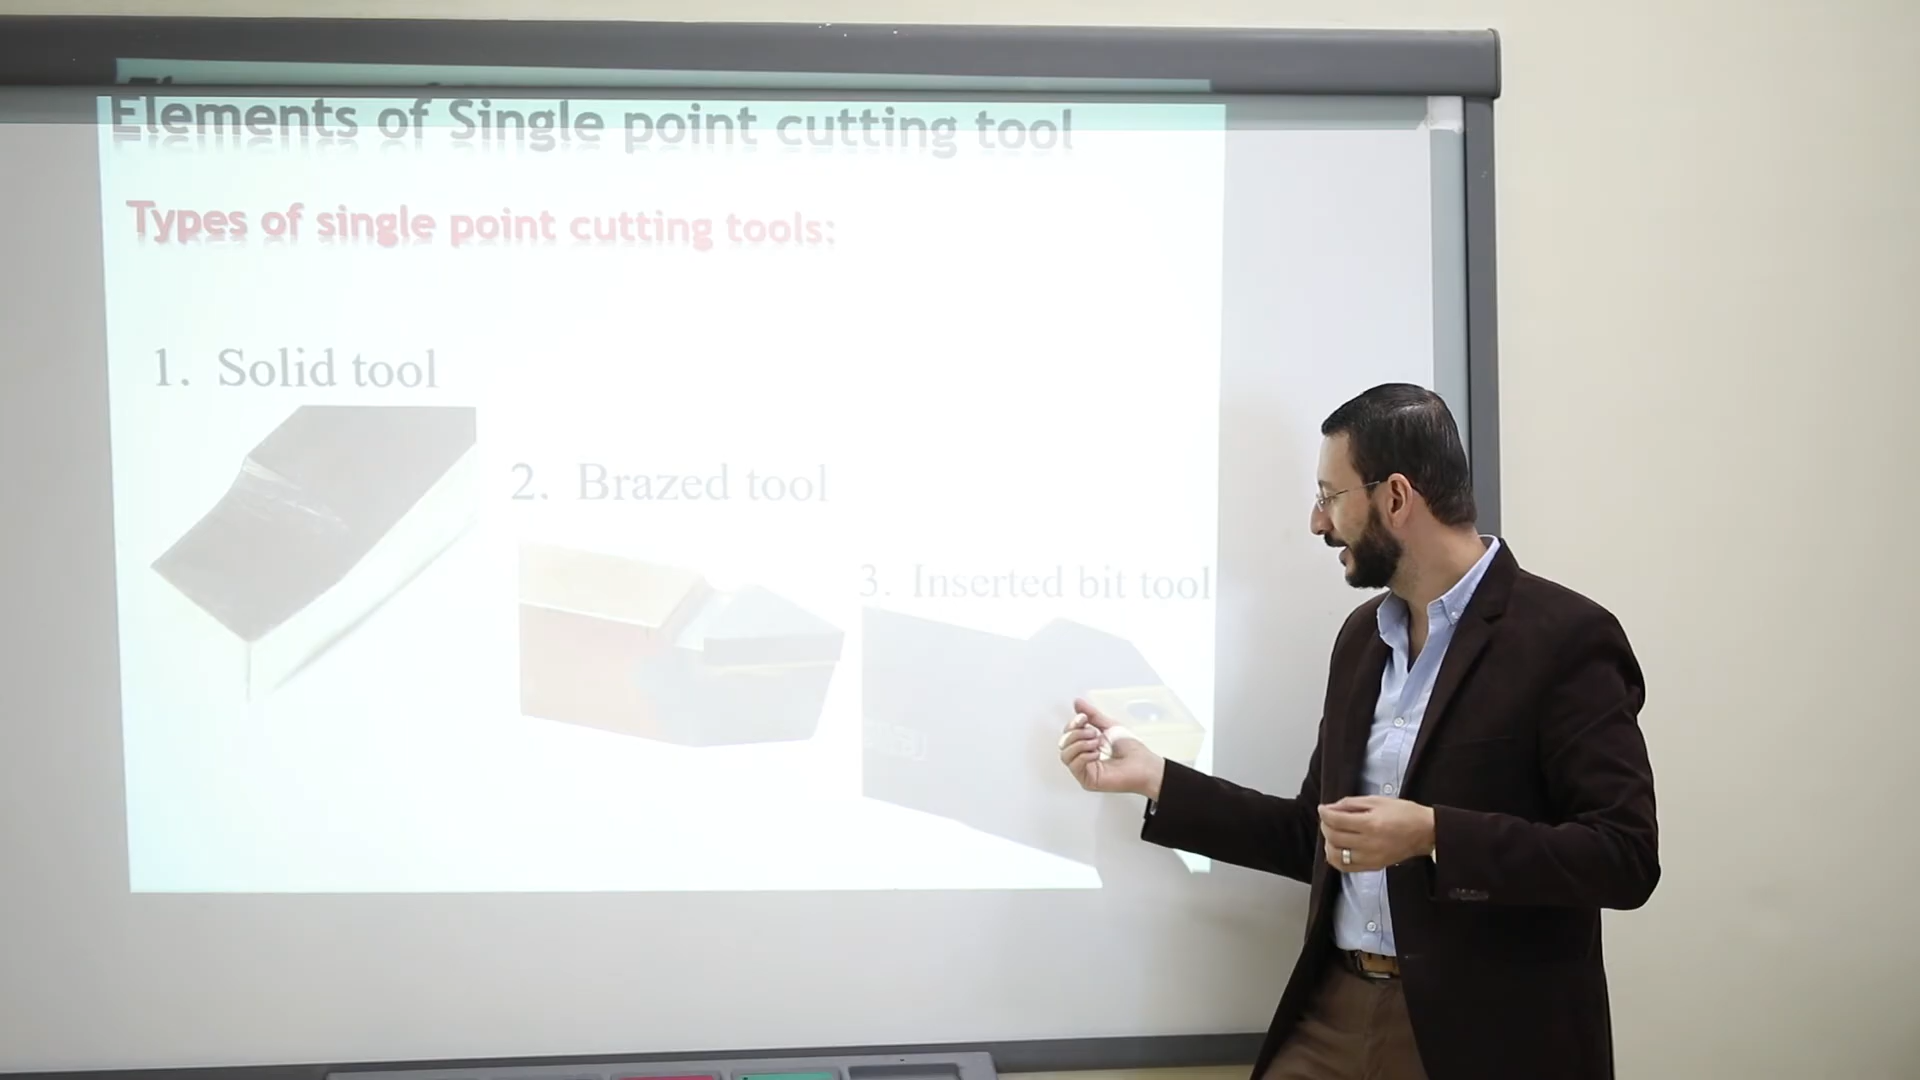 Elements of Single point cutting tool
Types of single point cutting tools:
1. Solid tool
2. Brazed tool
3. Inserted bit tool